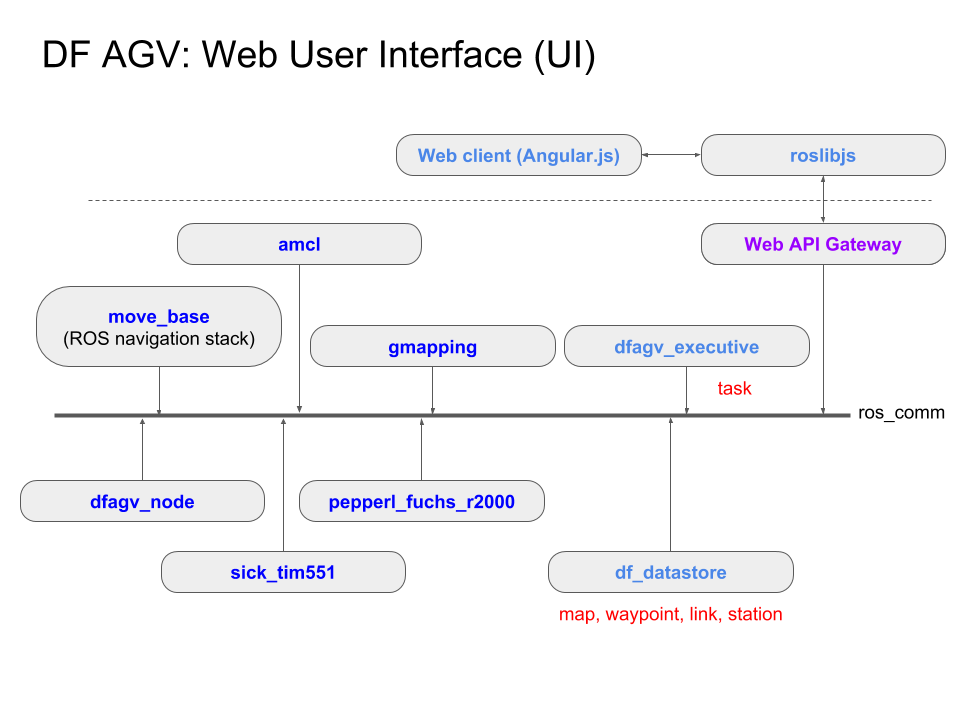 DF AGV: Web User Interface (UI)
Web client (Angular.js)
roslibjs
amcl
Web API Gateway
move_base
(ROS navigation stack)
gmapping
dfagv_executive
task
ros_comm
dfagv_node
pepperl_fuchs_r2000
sick_tim551
df_datastore
map, waypoint, link, station